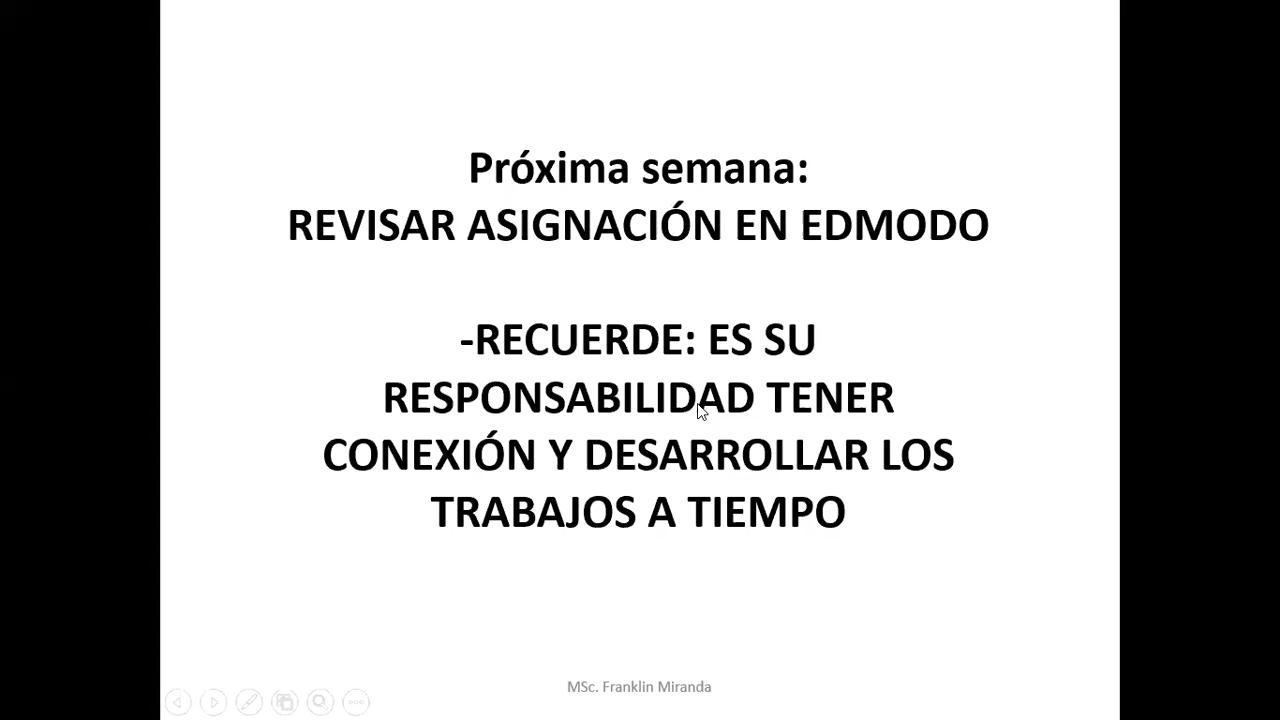 Próxima semana:
REVISAR ASIGNACIÓN EN EDMODO
-RECUERDE: ES SU
RESPONSABILIDAD TENER
CONEXIÓN Y DESARROLLAR LOS
TRABAJOS A TIEMPO
MSc. Franklin Miranda